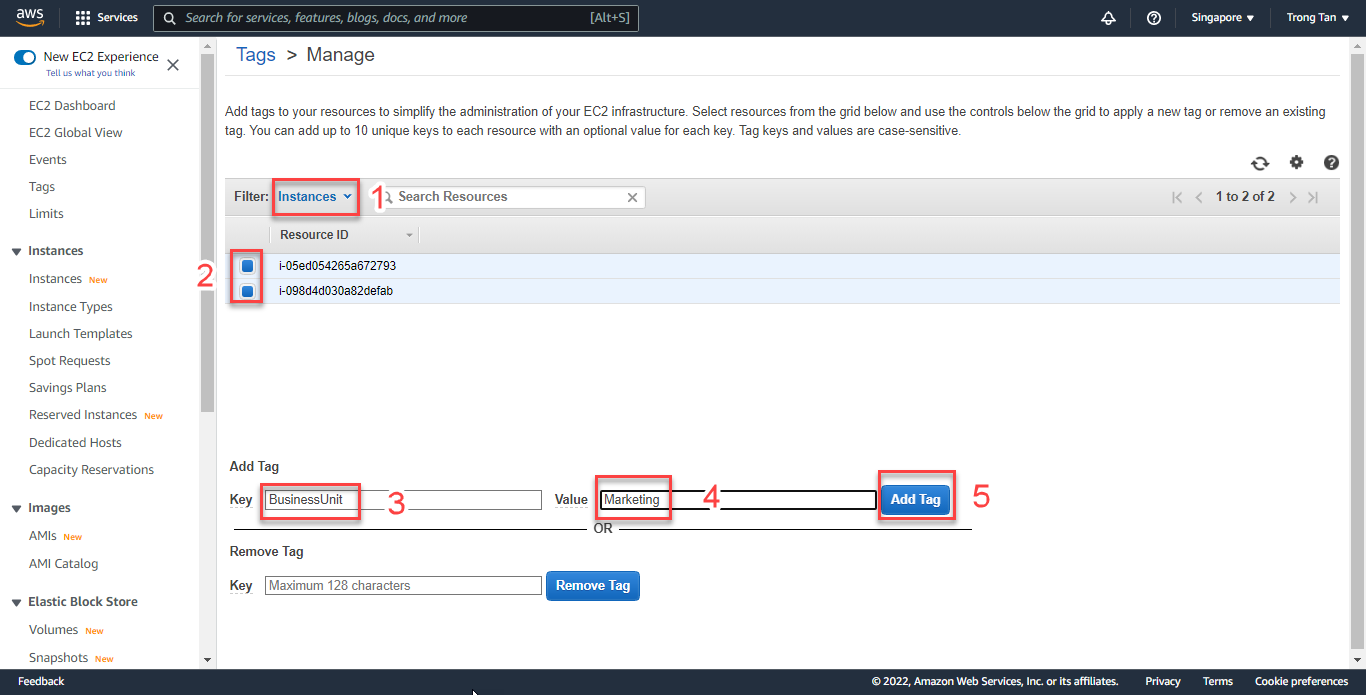 aws Services Search for services, features, blogs, docs, and more [Alt+S] Singapore Trong Tan
New EC2 Experience
Tell us what you think
EC2 Dashboard
EC2 Global View
Events
Tags
Limits
Instances
Instances New
Instance Types
Launch Templates
Spot Requests
Savings Plans
Reserved Instances New
Dedicated Hosts
Capacity Reservations
Images
AMIs New
AMI Catalog
Elastic Block Store
Volumes New
Snapshots New
Tags > Manage
Add tags to your resources to simplify the administration of your EC2 infrastructure. Select resources from the grid below and use the controls below the grid to apply a new tag or remove an existing
tag. You can add up to 10 unique keys to each resource with an optional value for each key. Tag keys and values are case-sensitive.
Filter: Instances 1 Search Resources 1 to 2 of 2
Resource ID
2
i-05ed054265a672793
i-098d4d030a82defab
Add Tag
Key BusinessUnit 3 Value Marketing 4 Add Tag 5
OR
Remove Tag
Key Maximum 128 characters Remove Tag
Feedback © 2022, Amazon Web Services, Inc. or its affiliates. Privacy Terms Cookie preferences